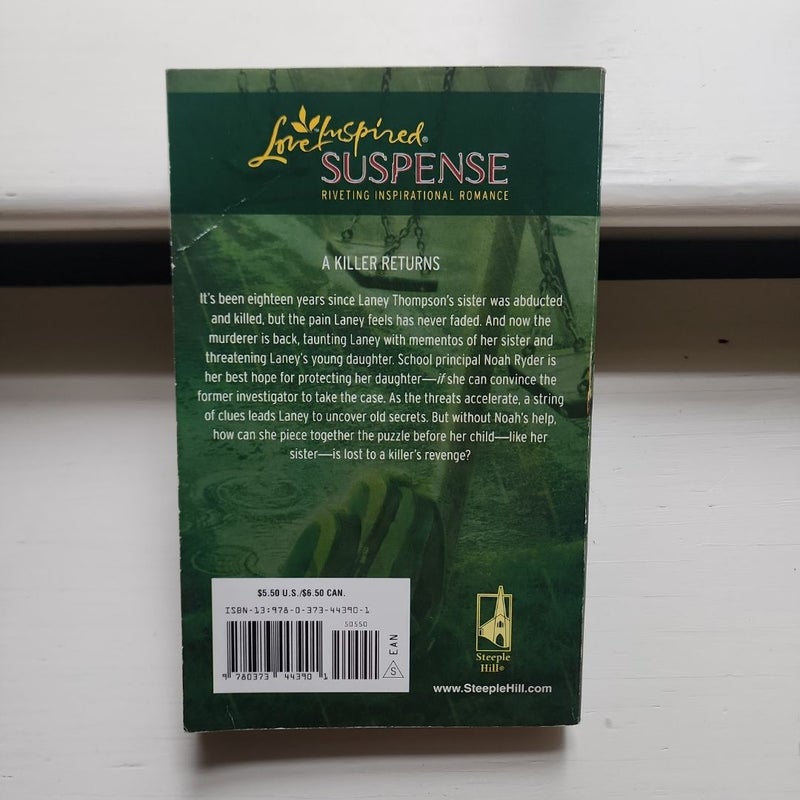 Love Inspired®
SUSPENSE
RIVETING INSPIRATIONAL ROMANCE
A KILLER RETURNS
It's been eighteen years since Laney Thompson's sister was abducted
and killed, but the pain Laney feels has never faded. And now the
murderer is back, taunting Laney with mementos of her sister and
threatening Laney's young daughter. School principal Noah Ryder is
her best hope for protecting her daughter—if she can convince the
former investigator to take the case. As the threats accelerate, a string
of clues leads Laney to uncover old secrets. But without Noah's help,
how can she piece together the puzzle before her child—like her
sister—is lost to a killer's revenge?
$5.50 U.S./$6.50 CAN.
ISBN-13:978-0-373-44390-1
50550
9 780373 44390 1
EAN
S
Steeple
Hill®
www.SteepleHill.com